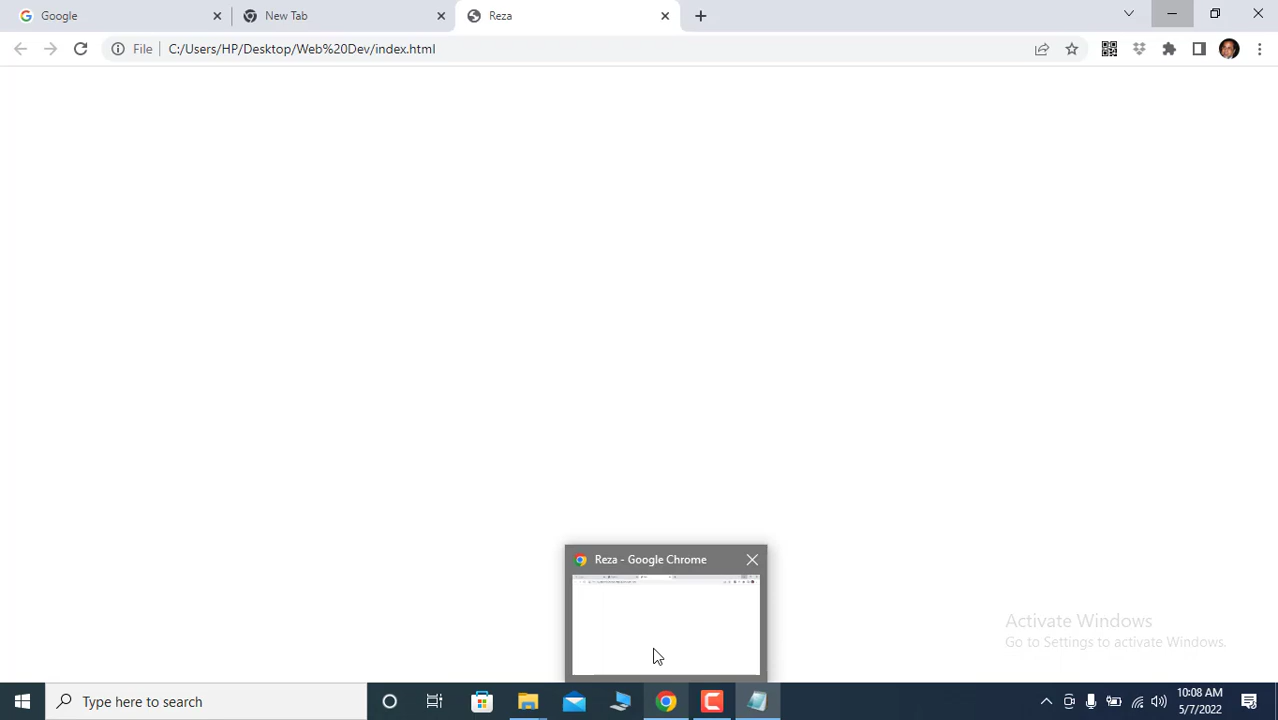 Google
New Tab
Reza
File
C:/Users/HP/Desktop/Web%20Dev/index.html
Reza - Google Chrome
Activate Windows
Go to Settings to activate Windows.
Type here to search
10:08 AM
5/7/2022